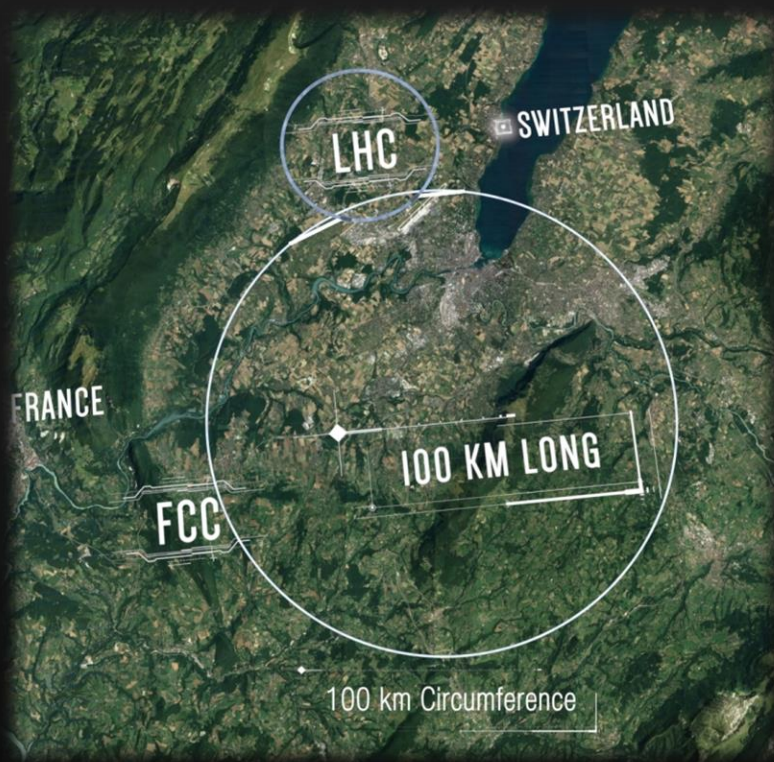 LHC
SWITZERLAND
FRANCE
100 KM LONG
FCC
100 km Circumference